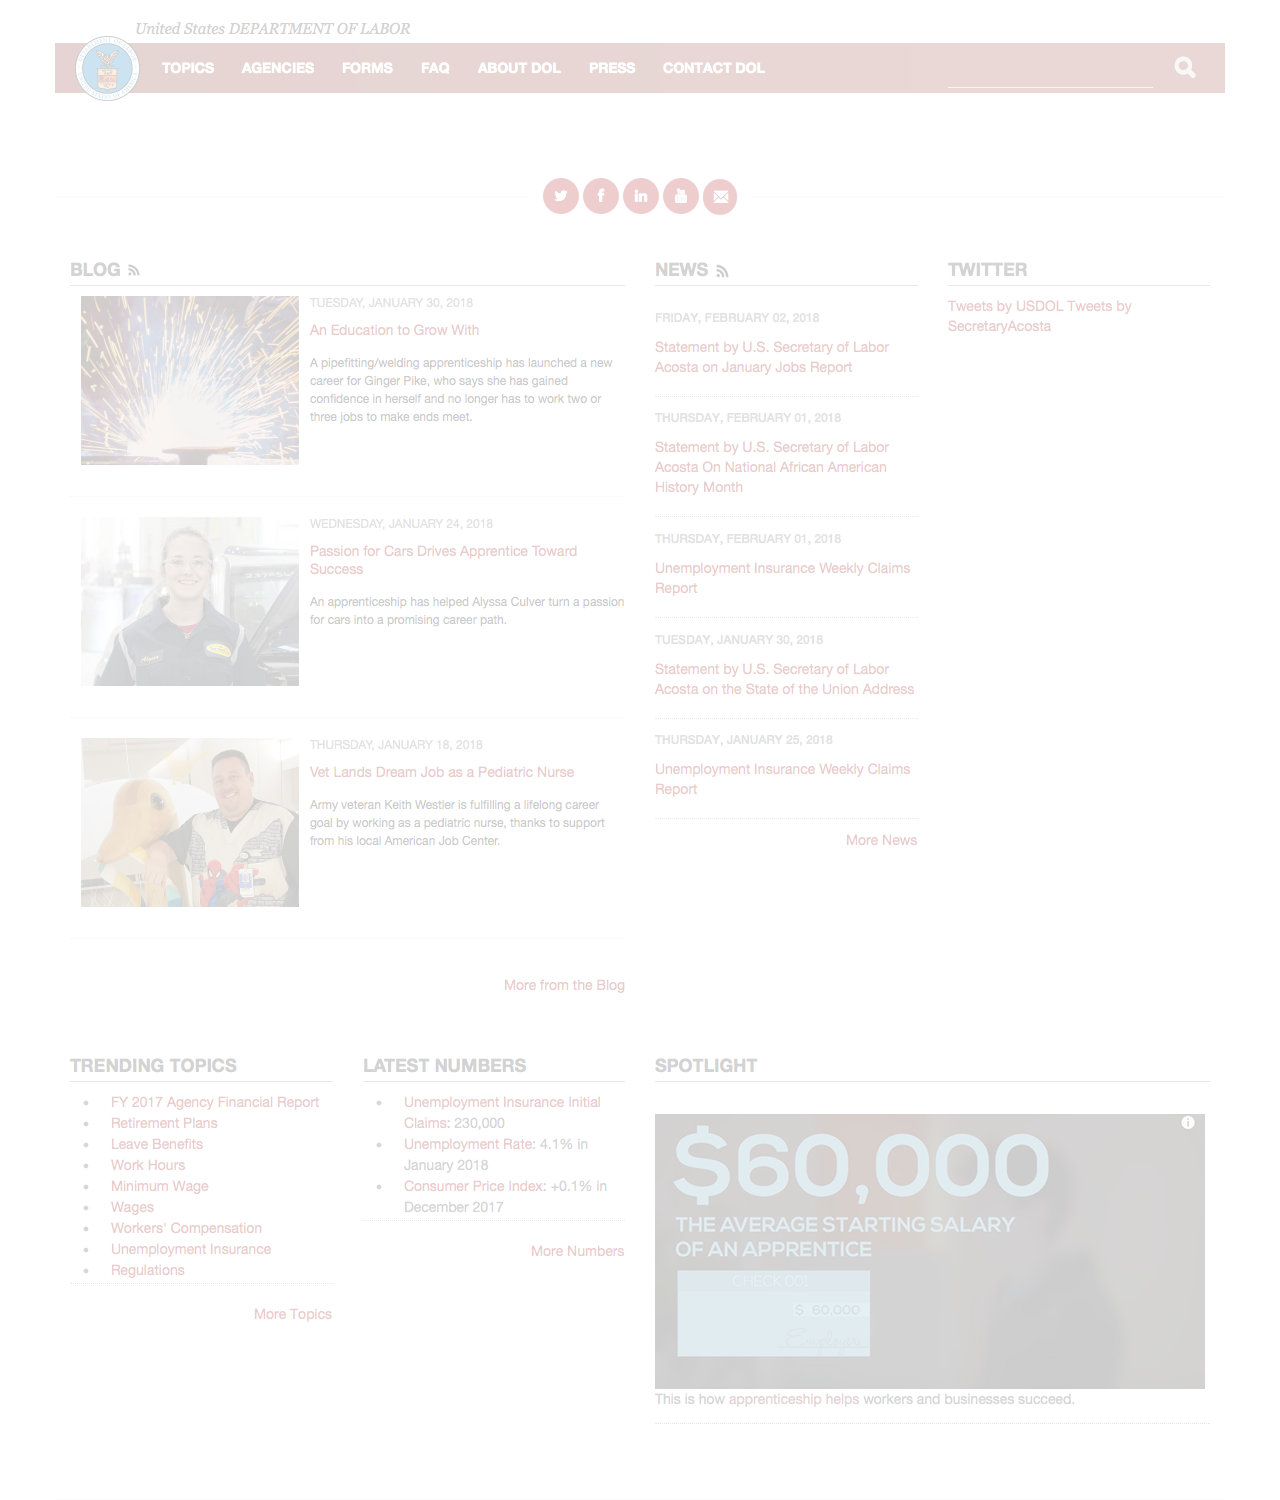 United States DEPARTMENT OF LABOR
TOPICS AGENCIES FORMS FAQ ABOUT DOL PRESS CONTACT DOL
BLOG
TUESDAY, JANUARY 30, 2018
An Education to Grow With
A pipefitting/welding apprenticeship has launched a new
career for Ginger Pike, who says she has gained
confidence in herself and no longer has to work two or
three jobs to make ends meet.
WEDNESDAY, JANUARY 24, 2018
Passion for Cars Drives Apprentice Toward
Success
An apprenticeship has helped Alyssa Culver turn a passion
for cars into a promising career path.
THURSDAY, JANUARY 18, 2018
Vet Lands Dream Job as a Pediatric Nurse
Army veteran Keith Westler is fulfilling a lifelong career
goal by working as a pediatric nurse, thanks to support
from his local American Job Center.
More from the Blog
NEWS
FRIDAY, FEBRUARY 02, 2018
Statement by U.S. Secretary of Labor
Acosta on January Jobs Report
THURSDAY, FEBRUARY 01, 2018
Statement by U.S. Secretary of Labor
Acosta On National African American
History Month
THURSDAY, FEBRUARY 01, 2018
Unemployment Insurance Weekly Claims
Report
TUESDAY, JANUARY 30, 2018
Statement by U.S. Secretary of Labor
Acosta on the State of the Union Address
THURSDAY, JANUARY 25, 2018
Unemployment Insurance Weekly Claims
Report
More News
TWITTER
Tweets by USDOL Tweets by
SecretaryAcosta
TRENDING TOPICS
FY 2017 Agency Financial Report
Retirement Plans
Leave Benefits
Work Hours
Minimum Wage
Wages
Workers' Compensation
Unemployment Insurance
Regulations
More Topics
LATEST NUMBERS
Unemployment Insurance Initial
Claims: 230,000
Unemployment Rate: 4.1% in
January 2018
Consumer Price Index: +0.1% in
December 2017
More Numbers
SPOTLIGHT
$60,000
THE AVERAGE STARTING SALARY
OF AN APPRENTICE
CHECK 001
$ 60,000
Employer
This is how apprenticeship helps workers and businesses succeed.